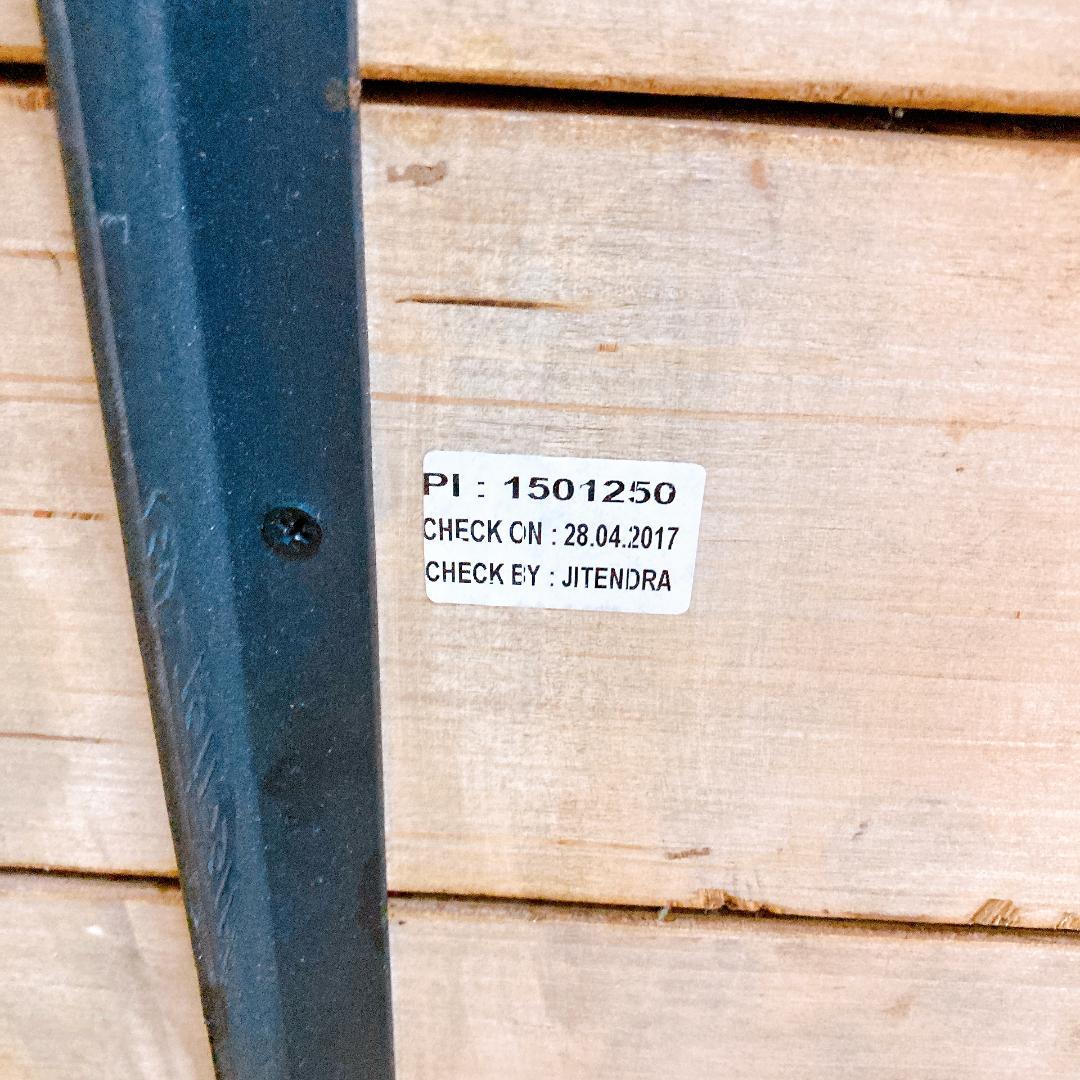 PI : 1501250
CHECK ON : 28.04.2017
CHECK BY : JITENDRA